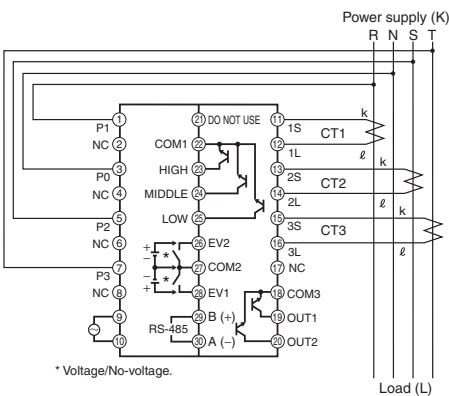 Power supply (K)
R N S T
1 21 DO NOT USE 11 k
P1 1S CT1
NC 2 COM1 22 12
1L ℓ
3 HIGH 23 13 k
P0 2S CT2
NC 4 MIDDLE 24 14
2L ℓ
5 LOW 25 15 k
P2 3S CT3
NC 6 + − * 26 EV2 16
3L ℓ
7 27 COM2 17 NC
P3
NC 8 − + * 28 EV1 18 COM3
9 29 B (+) 19 OUT1
RS-485
10 30 A (−) 20 OUT2
* Voltage/No-voltage.
Load (L)